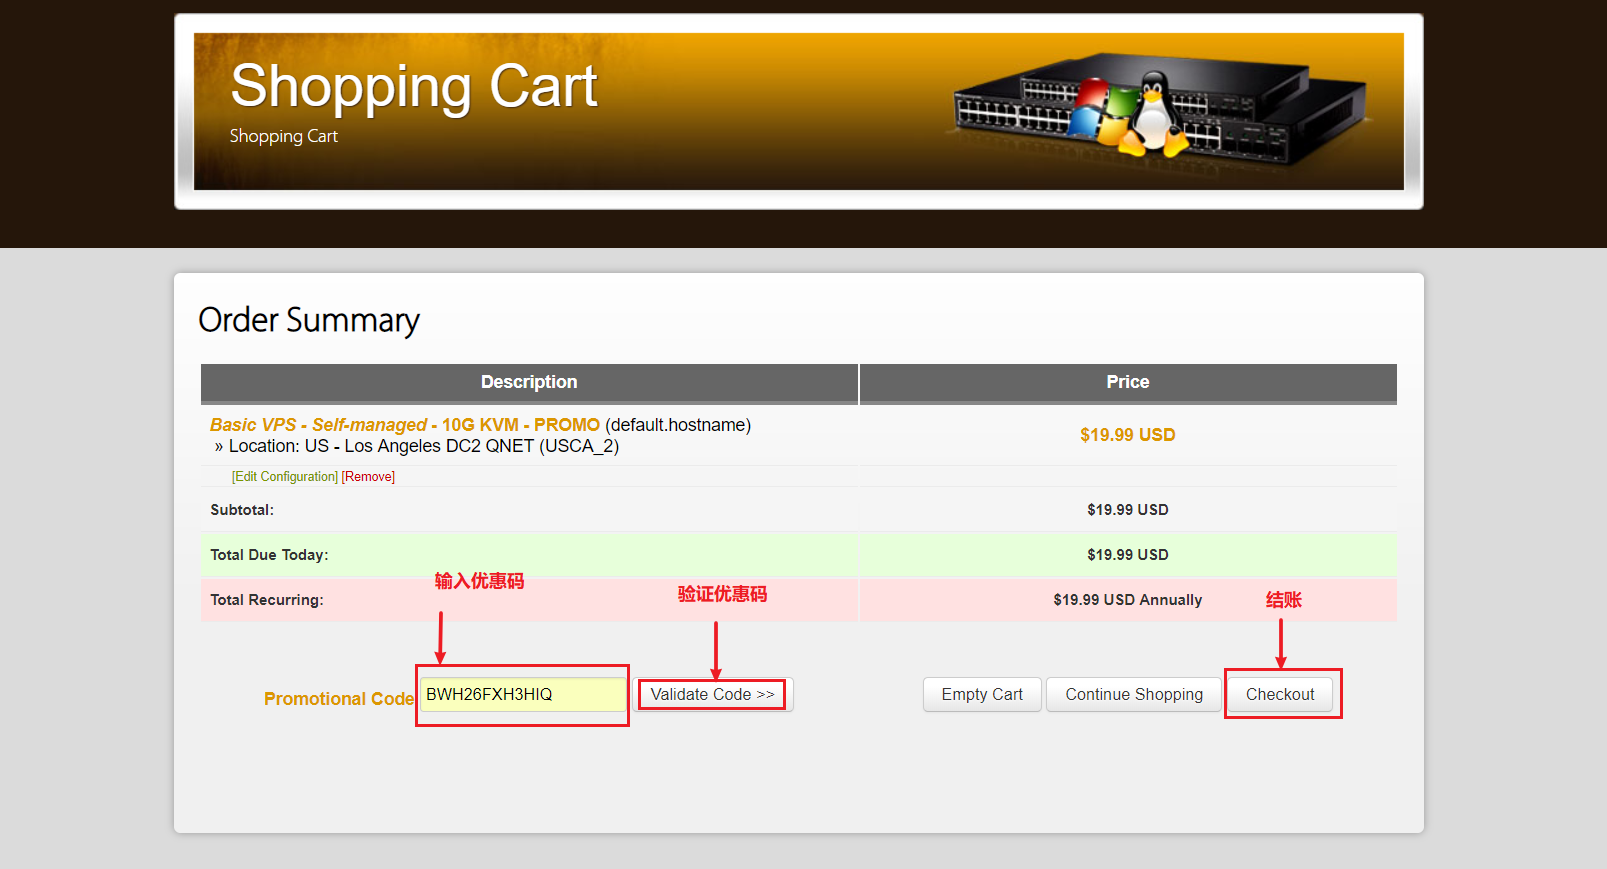 Shopping Cart
Shopping Cart
Order Summary
Description Price
Basic VPS - Self-managed - 10G KVM - PROMO (default.hostname) $19.99 USD
» Location: US - Los Angeles DC2 QNET (USCA_2)
[Edit Configuration] [Remove]
Subtotal: $19.99 USD
Total Due Today: $19.99 USD
输入优惠码
验证优惠码
Total Recurring: $19.99 USD Annually
结账
Promotional Code BWH26FXH3HIQ Validate Code >> Empty Cart Continue Shopping Checkout